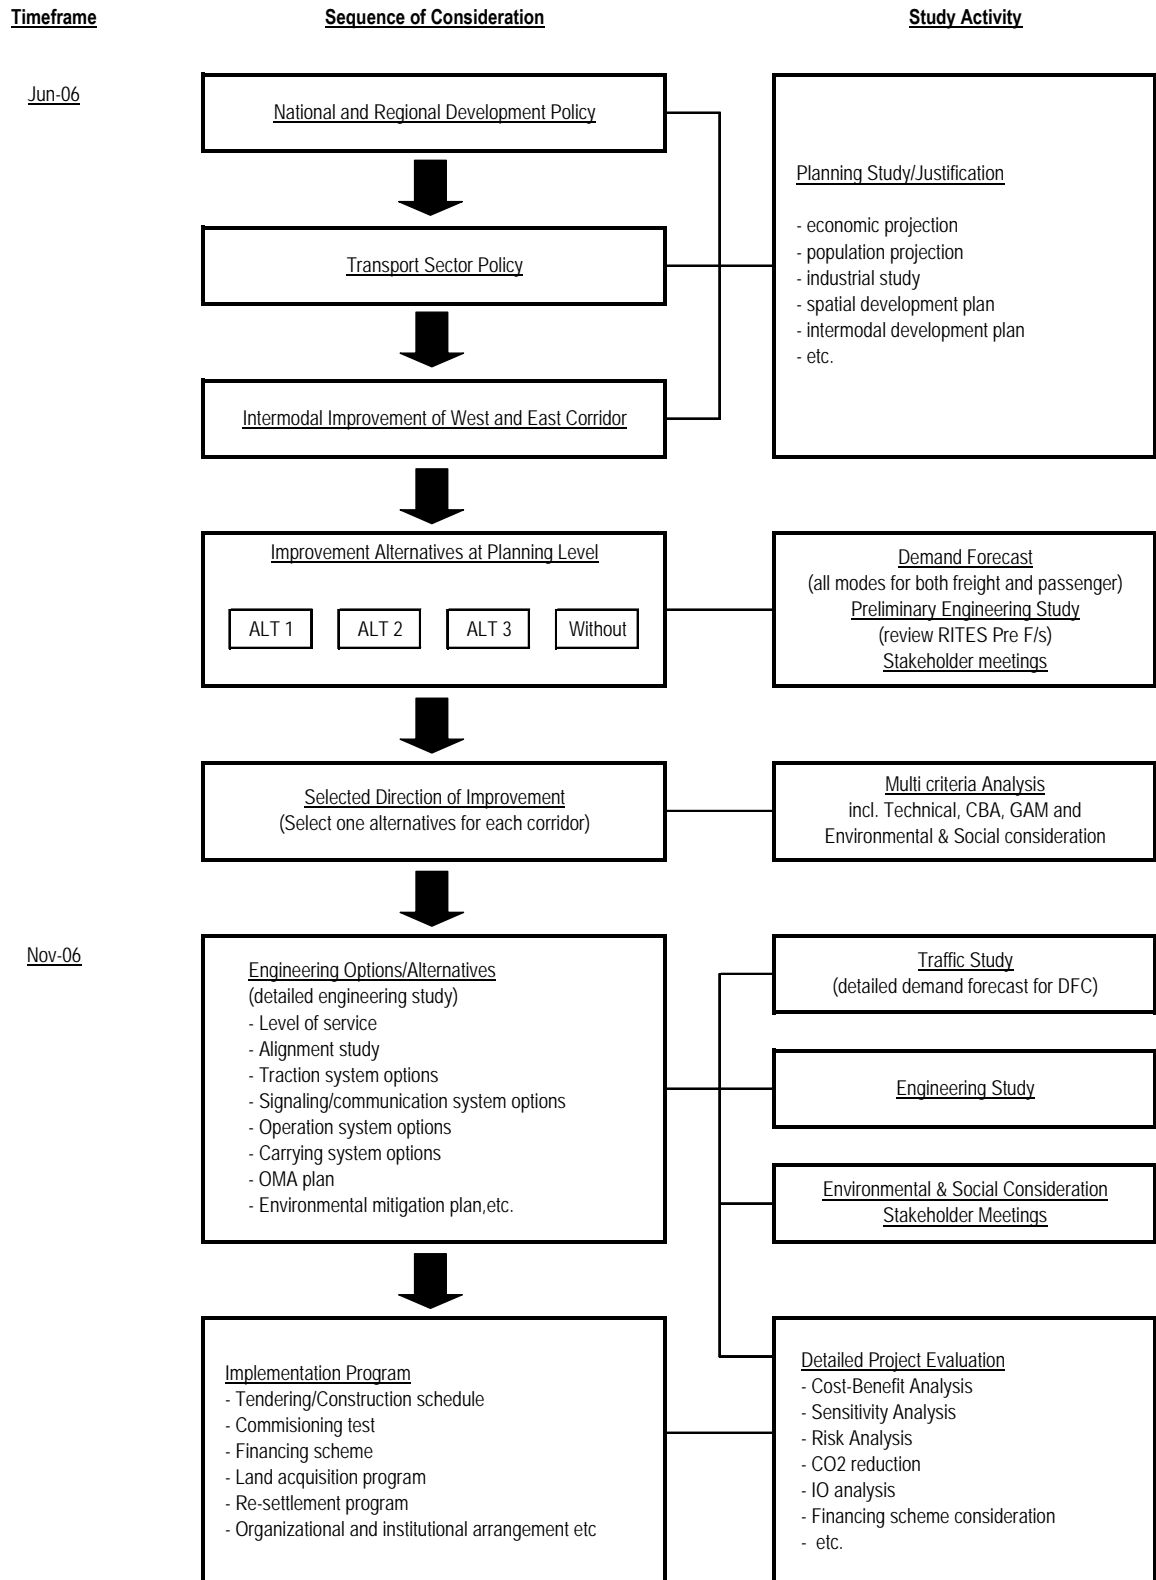 Timeframe
Sequence of Consideration
Study Activity
Jun-06
National and Regional Development Policy
Transport Sector Policy
Intermodal Improvement of West and East Corridor
Planning Study/Justification
- economic projection
- population projection
- industrial study
- spatial development plan
- intermodal development plan
- etc.
Improvement Alternatives at Planning Level
ALT 1
ALT 2
ALT 3
Without
Demand Forecast
(all modes for both freight and passenger)
Preliminary Engineering Study
(review RITES Pre F/s)
Stakeholder meetings
Selected Direction of Improvement
(Select one alternatives for each corridor)
Multi criteria Analysis
incl. Technical, CBA, GAM and
Environmental & Social consideration
Nov-06
Engineering Options/Alternatives
(detailed engineering study)
- Level of service
- Alignment study
- Traction system options
- Signaling/communication system options
- Operation system options
- Carrying system options
- OMA plan
- Environmental mitigation plan,etc.
Traffic Study
(detailed demand forecast for DFC)
Engineering Study
Environmental & Social Consideration
Stakeholder Meetings
Implementation Program
- Tendering/Construction schedule
- Commisioning test
- Financing scheme
- Land acquisition program
- Re-settlement program
- Organizational and institutional arrangement etc
Detailed Project Evaluation
- Cost-Benefit Analysis
- Sensitivity Analysis
- Risk Analysis
- CO2 reduction
- IO analysis
- Financing scheme consideration
- etc.